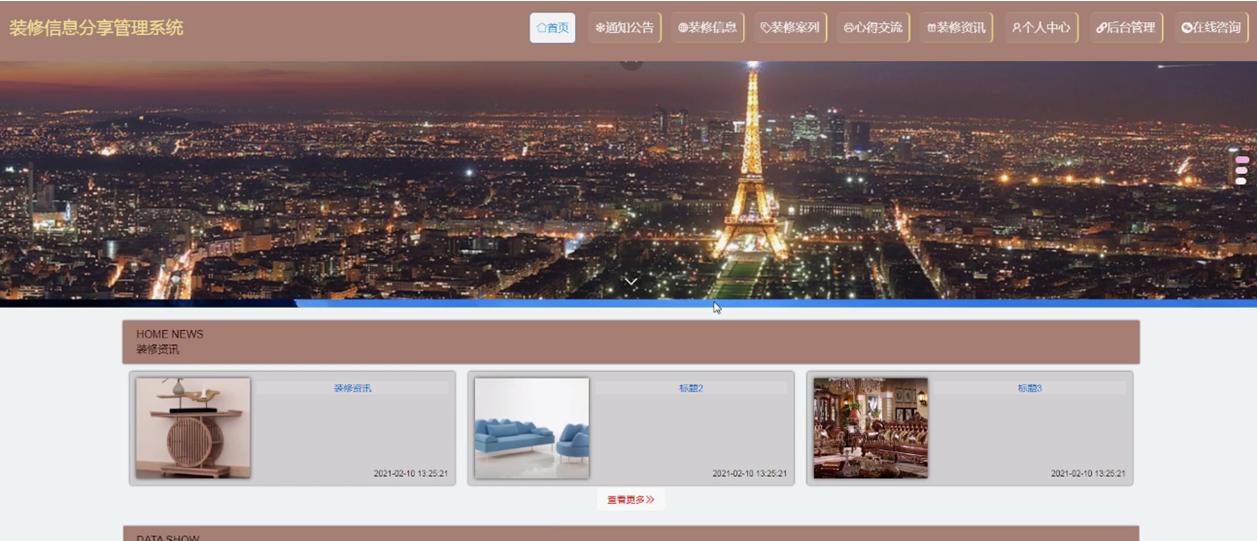 装修信息分享管理系统
首页 通知公告 装修信息 装修案列 心得交流 装修资讯 个人中心 后台管理 在线咨询
HOME NEWS
装修资讯
装修资讯 标题2 标题3
2021-02-10 13:25:21 2021-02-10 13:25:21 2021-02-10 13:25:21
查看更多
DATA SHOW